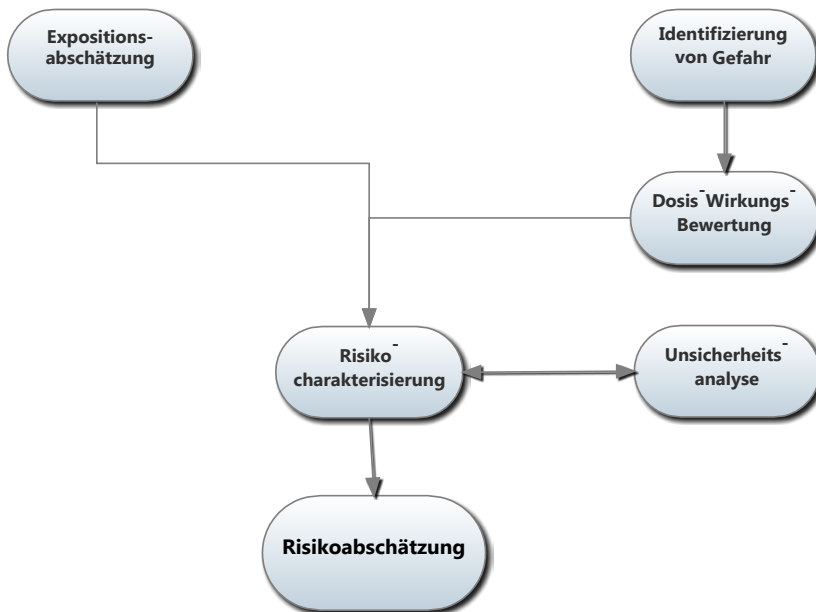 Expositions-
abschätzung
Identifizierung
von Gefahr
Dosis-Wirkungs-
Bewertung
Risiko-
charakterisierung
Unsicherheits-
analyse
Risikoabschätzung